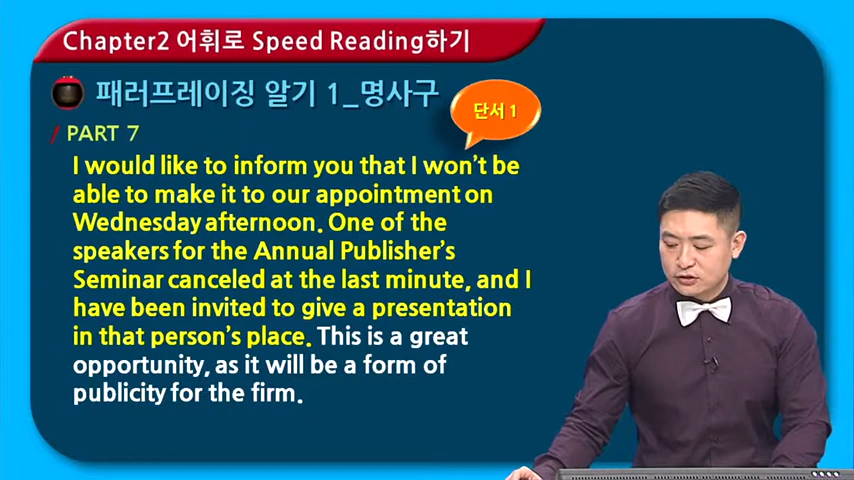 Chapter2 어휘로 Speed Reading하기
패러프레이징 알기 1_명사구
단서 1
/ PART 7
I would like to inform you that I won’t be
able to make it to our appointment on
Wednesday afternoon. One of the
speakers for the Annual Publisher’s
Seminar canceled at the last minute, and I
have been invited to give a presentation
in that person’s place. This is a great
opportunity, as it will be a form of
publicity for the firm.